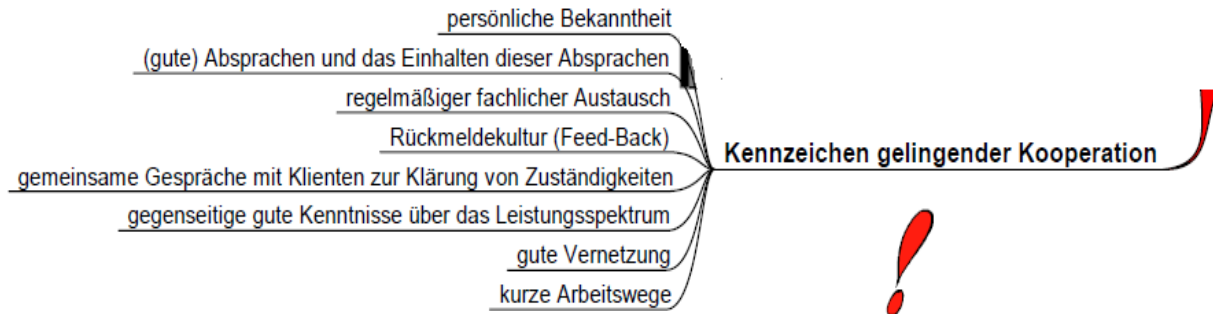 persönliche Bekanntheit
(gute) Absprachen und das Einhalten dieser Absprachen
regelmäßiger fachlicher Austausch
Rückmeldekultur (Feed-Back)
gemeinsame Gespräche mit Klienten zur Klärung von Zuständigkeiten
gegenseitige gute Kenntnisse über das Leistungsspektrum
gute Vernetzung
kurze Arbeitswege
Kennzeichen gelingender Kooperation